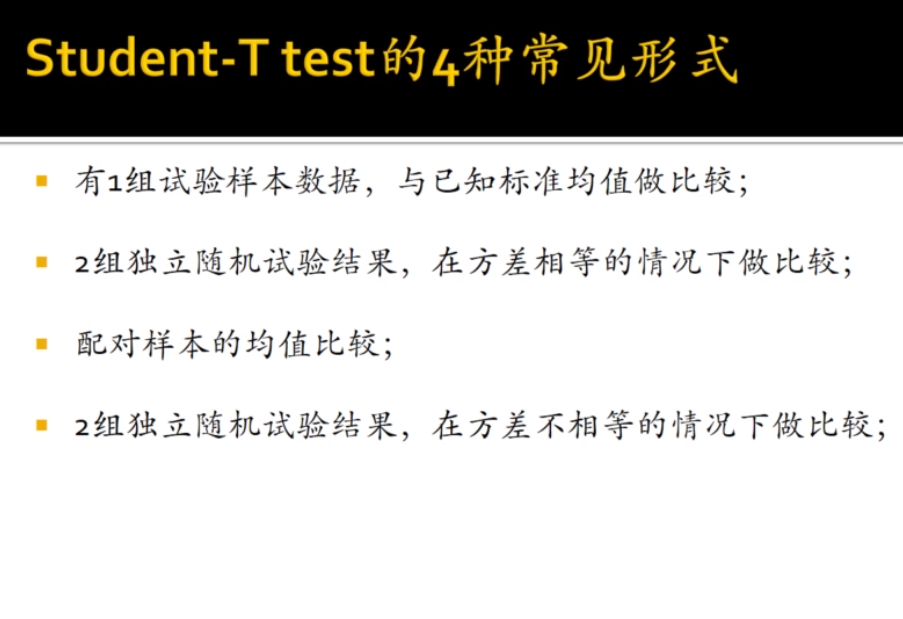 Student-T test的4种常见形式
有1组试验样本数据，与已知标准均值做比较；
2组独立随机试验结果，在方差相等的情况下做比较；
配对样本的均值比较；
2组独立随机试验结果，在方差不相等的情况下做比较；